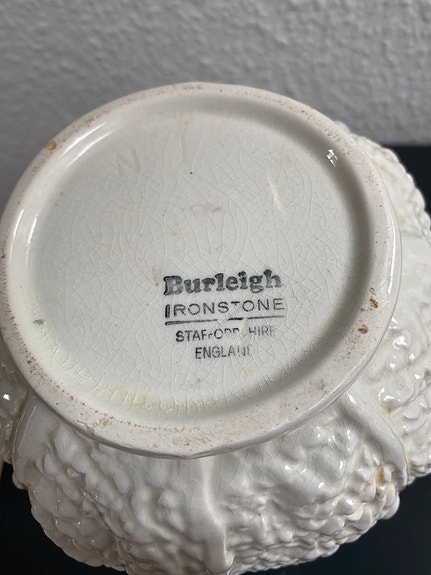 Burleigh
IRONSTONE
STAFFORDSHIRE
ENGLAND